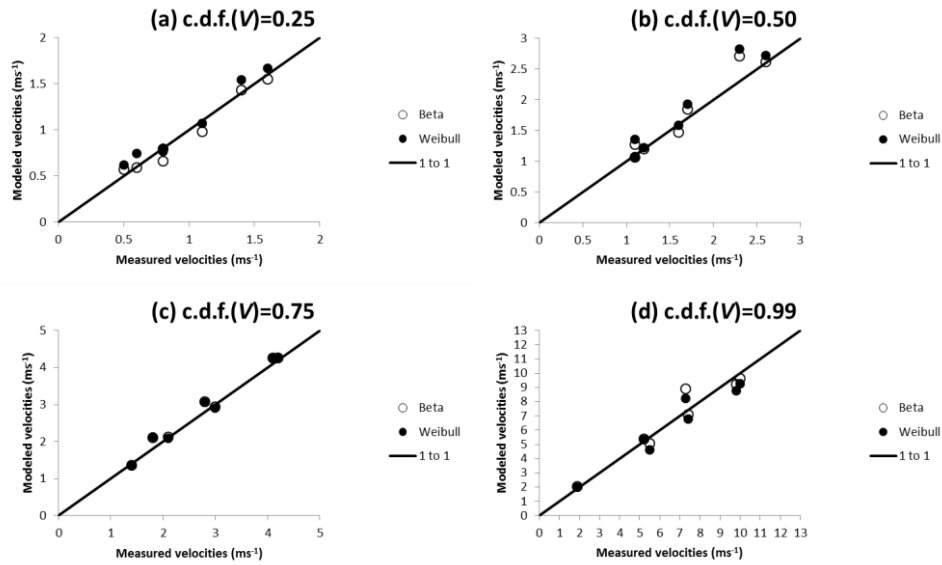 (a) c.d.f.(V)=0.25
Modeled velocities (ms⁻¹)
2
1.5
1
0.5
0
0 0.5 1 1.5 2
Measured velocities (ms⁻¹)
Beta
Weibull
1 to 1
(b) c.d.f.(V)=0.50
Modeled velocities (ms⁻¹)
3
2.5
2
1.5
1
0.5
0
0 0.5 1 1.5 2 2.5 3
Measured velocities (ms⁻¹)
Beta
Weibull
1 to 1
(c) c.d.f.(V)=0.75
Modeled velocities (ms⁻¹)
5
4
3
2
1
0
0 1 2 3 4 5
Measured velocities (ms⁻¹)
Beta
Weibull
1 to 1
(d) c.d.f.(V)=0.99
Modeled velocities (ms⁻¹)
13
12
11
10
9
8
7
6
5
4
3
2
1
0
0 1 2 3 4 5 6 7 8 9 10 11 12 13
Measured velocities (ms⁻¹)
Beta
Weibull
1 to 1